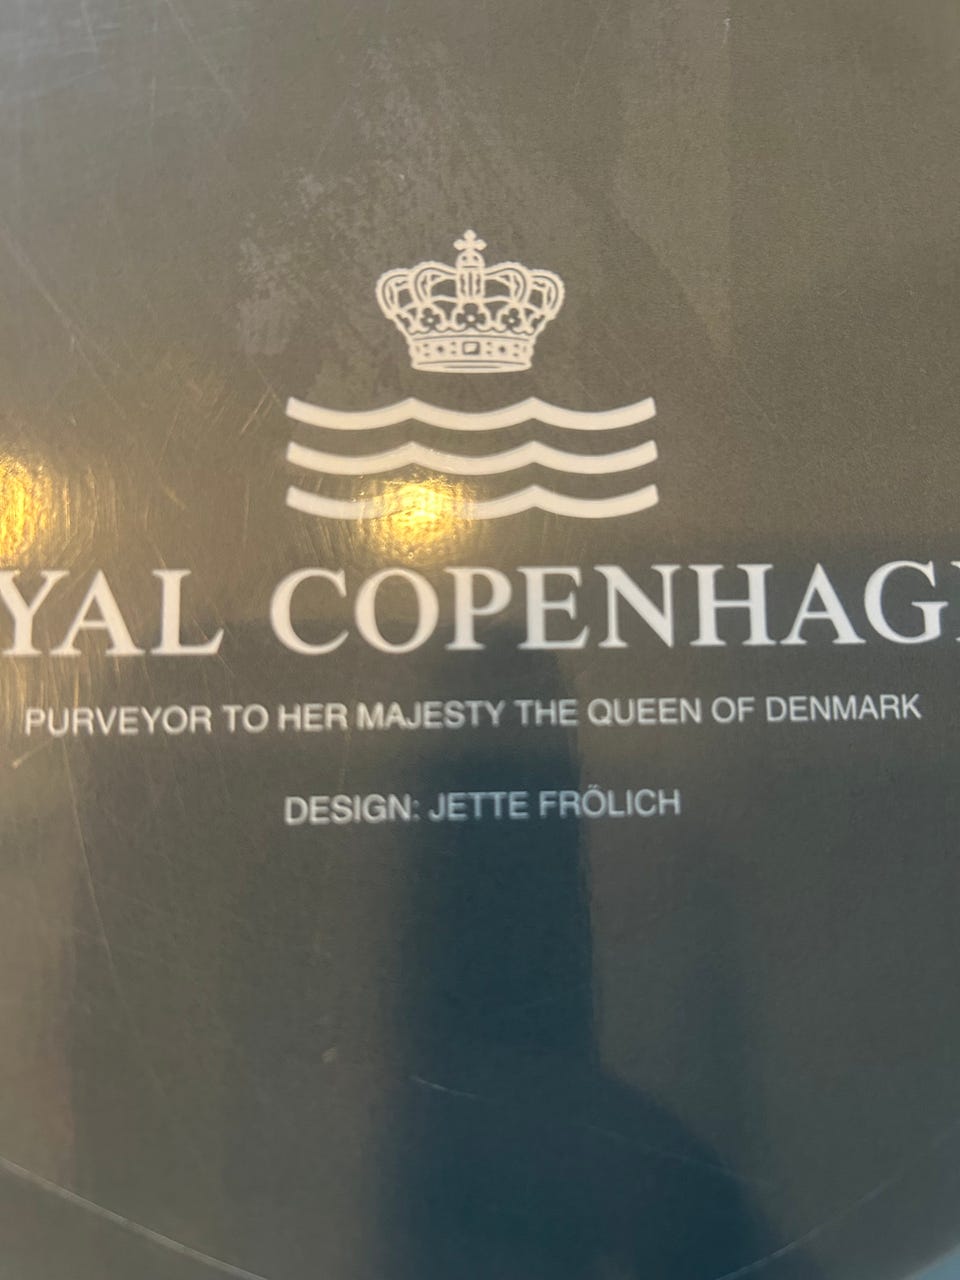 YAL COPENHAG
PURVEYOR TO HER MAJESTY THE QUEEN OF DENMARK
DESIGN: JETTE FRÖLICH